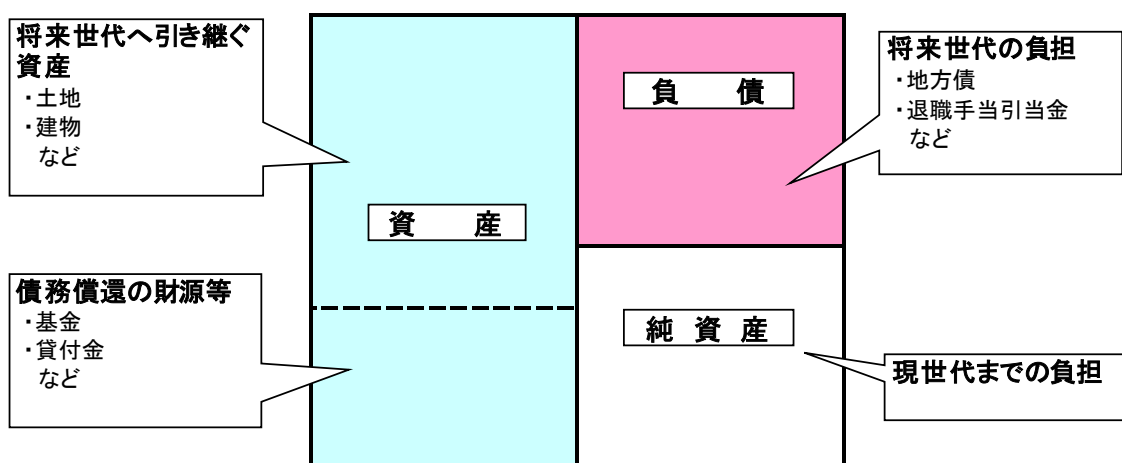 将来世代へ引き継ぐ
資産
・土地
・建物
など
債務償還の財源等
・基金
・貸付金
など
資　　産
負　　債
純 資 産
将来世代の負担
・地方債
・退職手当引当金
など
現世代までの負担